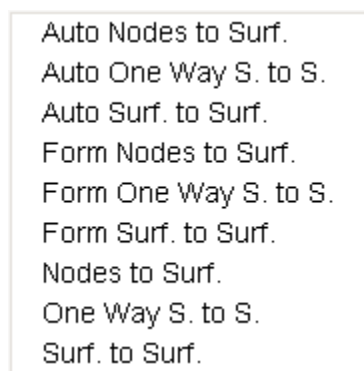 Auto Nodes to Surf.
Auto One Way S. to S.
Auto Surf. to Surf.
Form Nodes to Surf.
Form One Way S. to S.
Form Surf. to Surf.
Nodes to Surf.
One Way S. to S.
Surf. to Surf.